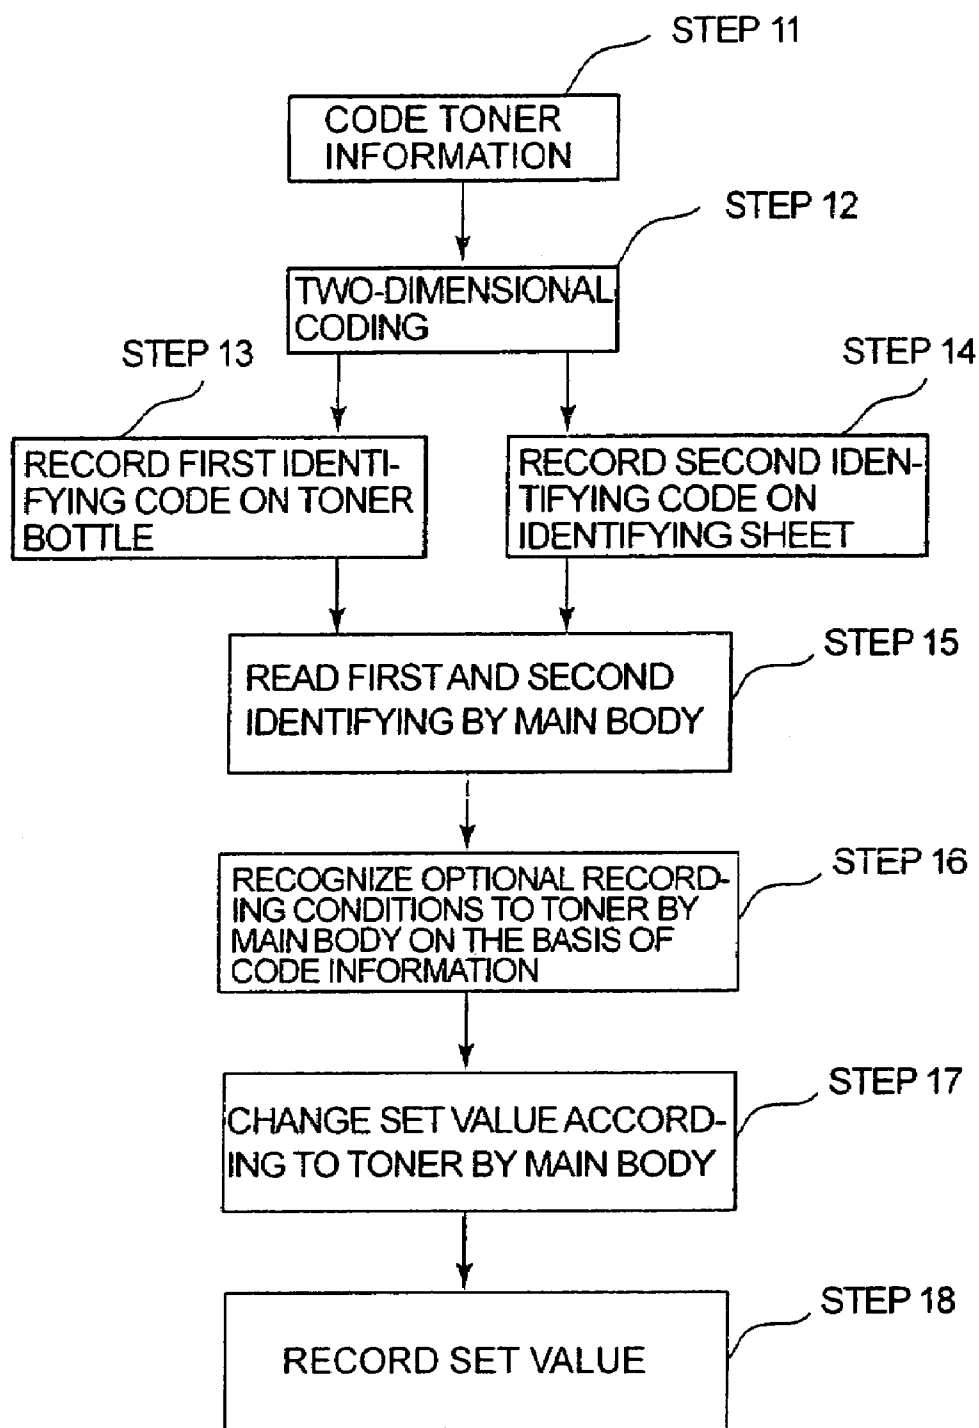 STEP 11
CODE TONER
INFORMATION
STEP 12
TWO-DIMENSIONAL
CODING
STEP 13
STEP 14
RECORD FIRST IDENTI-
FYING CODE ON TONER
BOTTLE
RECORD SECOND IDEN-
TIFYING CODE ON
IDENTIFYING SHEET
STEP 15
READ FIRST AND SECOND
IDENTIFYING BY MAIN BODY
STEP 16
RECOGNIZE OPTIONAL RECORD-
ING CONDITIONS TO TONER BY
MAIN BODY ON THE BASIS OF
CODE INFORMATION
STEP 17
CHANGE SET VALUE ACCORD-
ING TO TONER BY MAIN BODY
STEP 18
RECORD SET VALUE